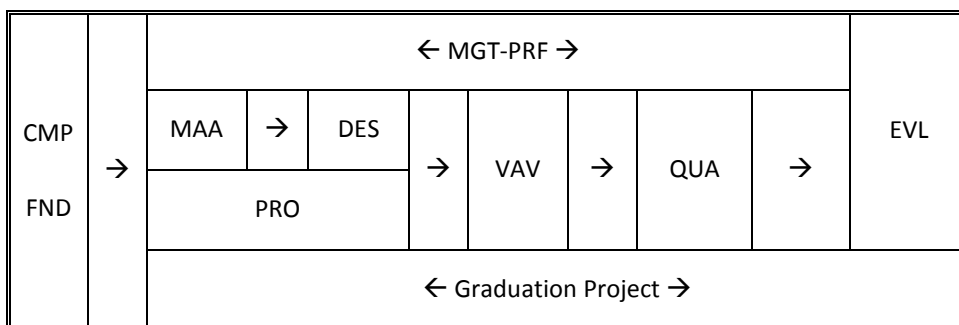 ← MGT-PRF →
CMP
FND
→
MAA
→
DES
PRO
→
VAV
→
QUA
→
EVL
← Graduation Project →